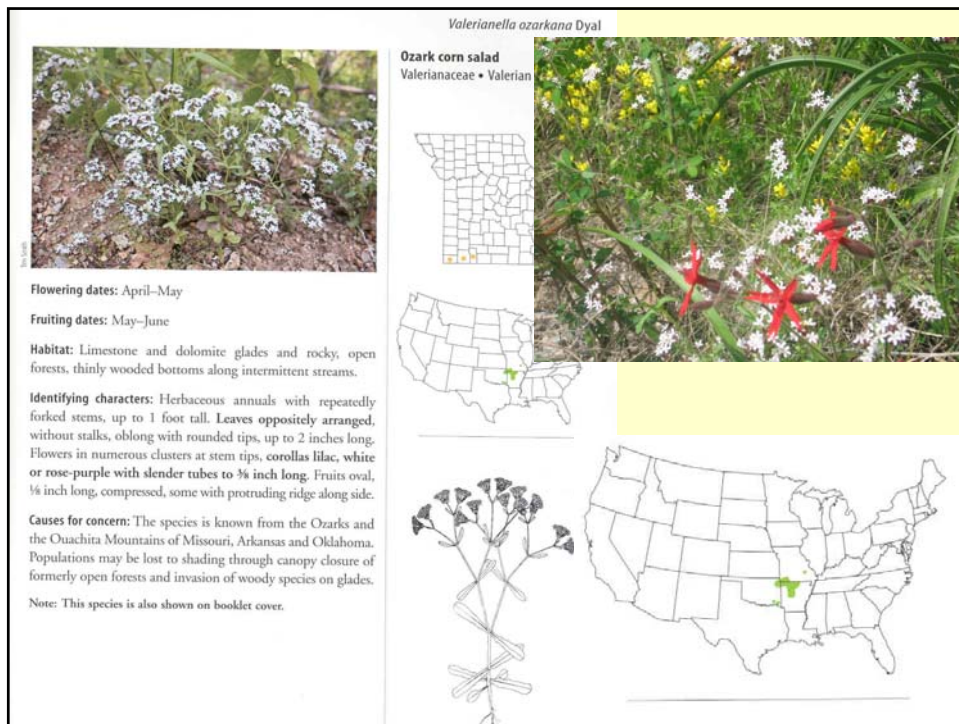 Valerianella ozarkana Dyal
Ozark corn salad
Valerianaceae • Valerian
Flowering dates: April–May
Fruiting dates: May–June
Habitat: Limestone and dolomite glades and rocky, open
forests, thinly wooded bottoms along intermittent streams.
Identifying characters: Herbaceous annuals with repeatedly
forked stems, up to 1 foot tall. Leaves oppositely arranged,
without stalks, oblong with rounded tips, up to 2 inches long.
Flowers in numerous clusters at stem tips, corollas lilac, white
or rose-purple with slender tubes to ⅜ inch long. Fruits oval,
⅛ inch long, compressed, some with protruding ridge along side.
Causes for concern: The species is known from the Ozarks and
the Ouachita Mountains of Missouri, Arkansas and Oklahoma.
Populations may be lost to shading through canopy closure of
formerly open forests and invasion of woody species on glades.
Note: This species is also shown on booklet cover.